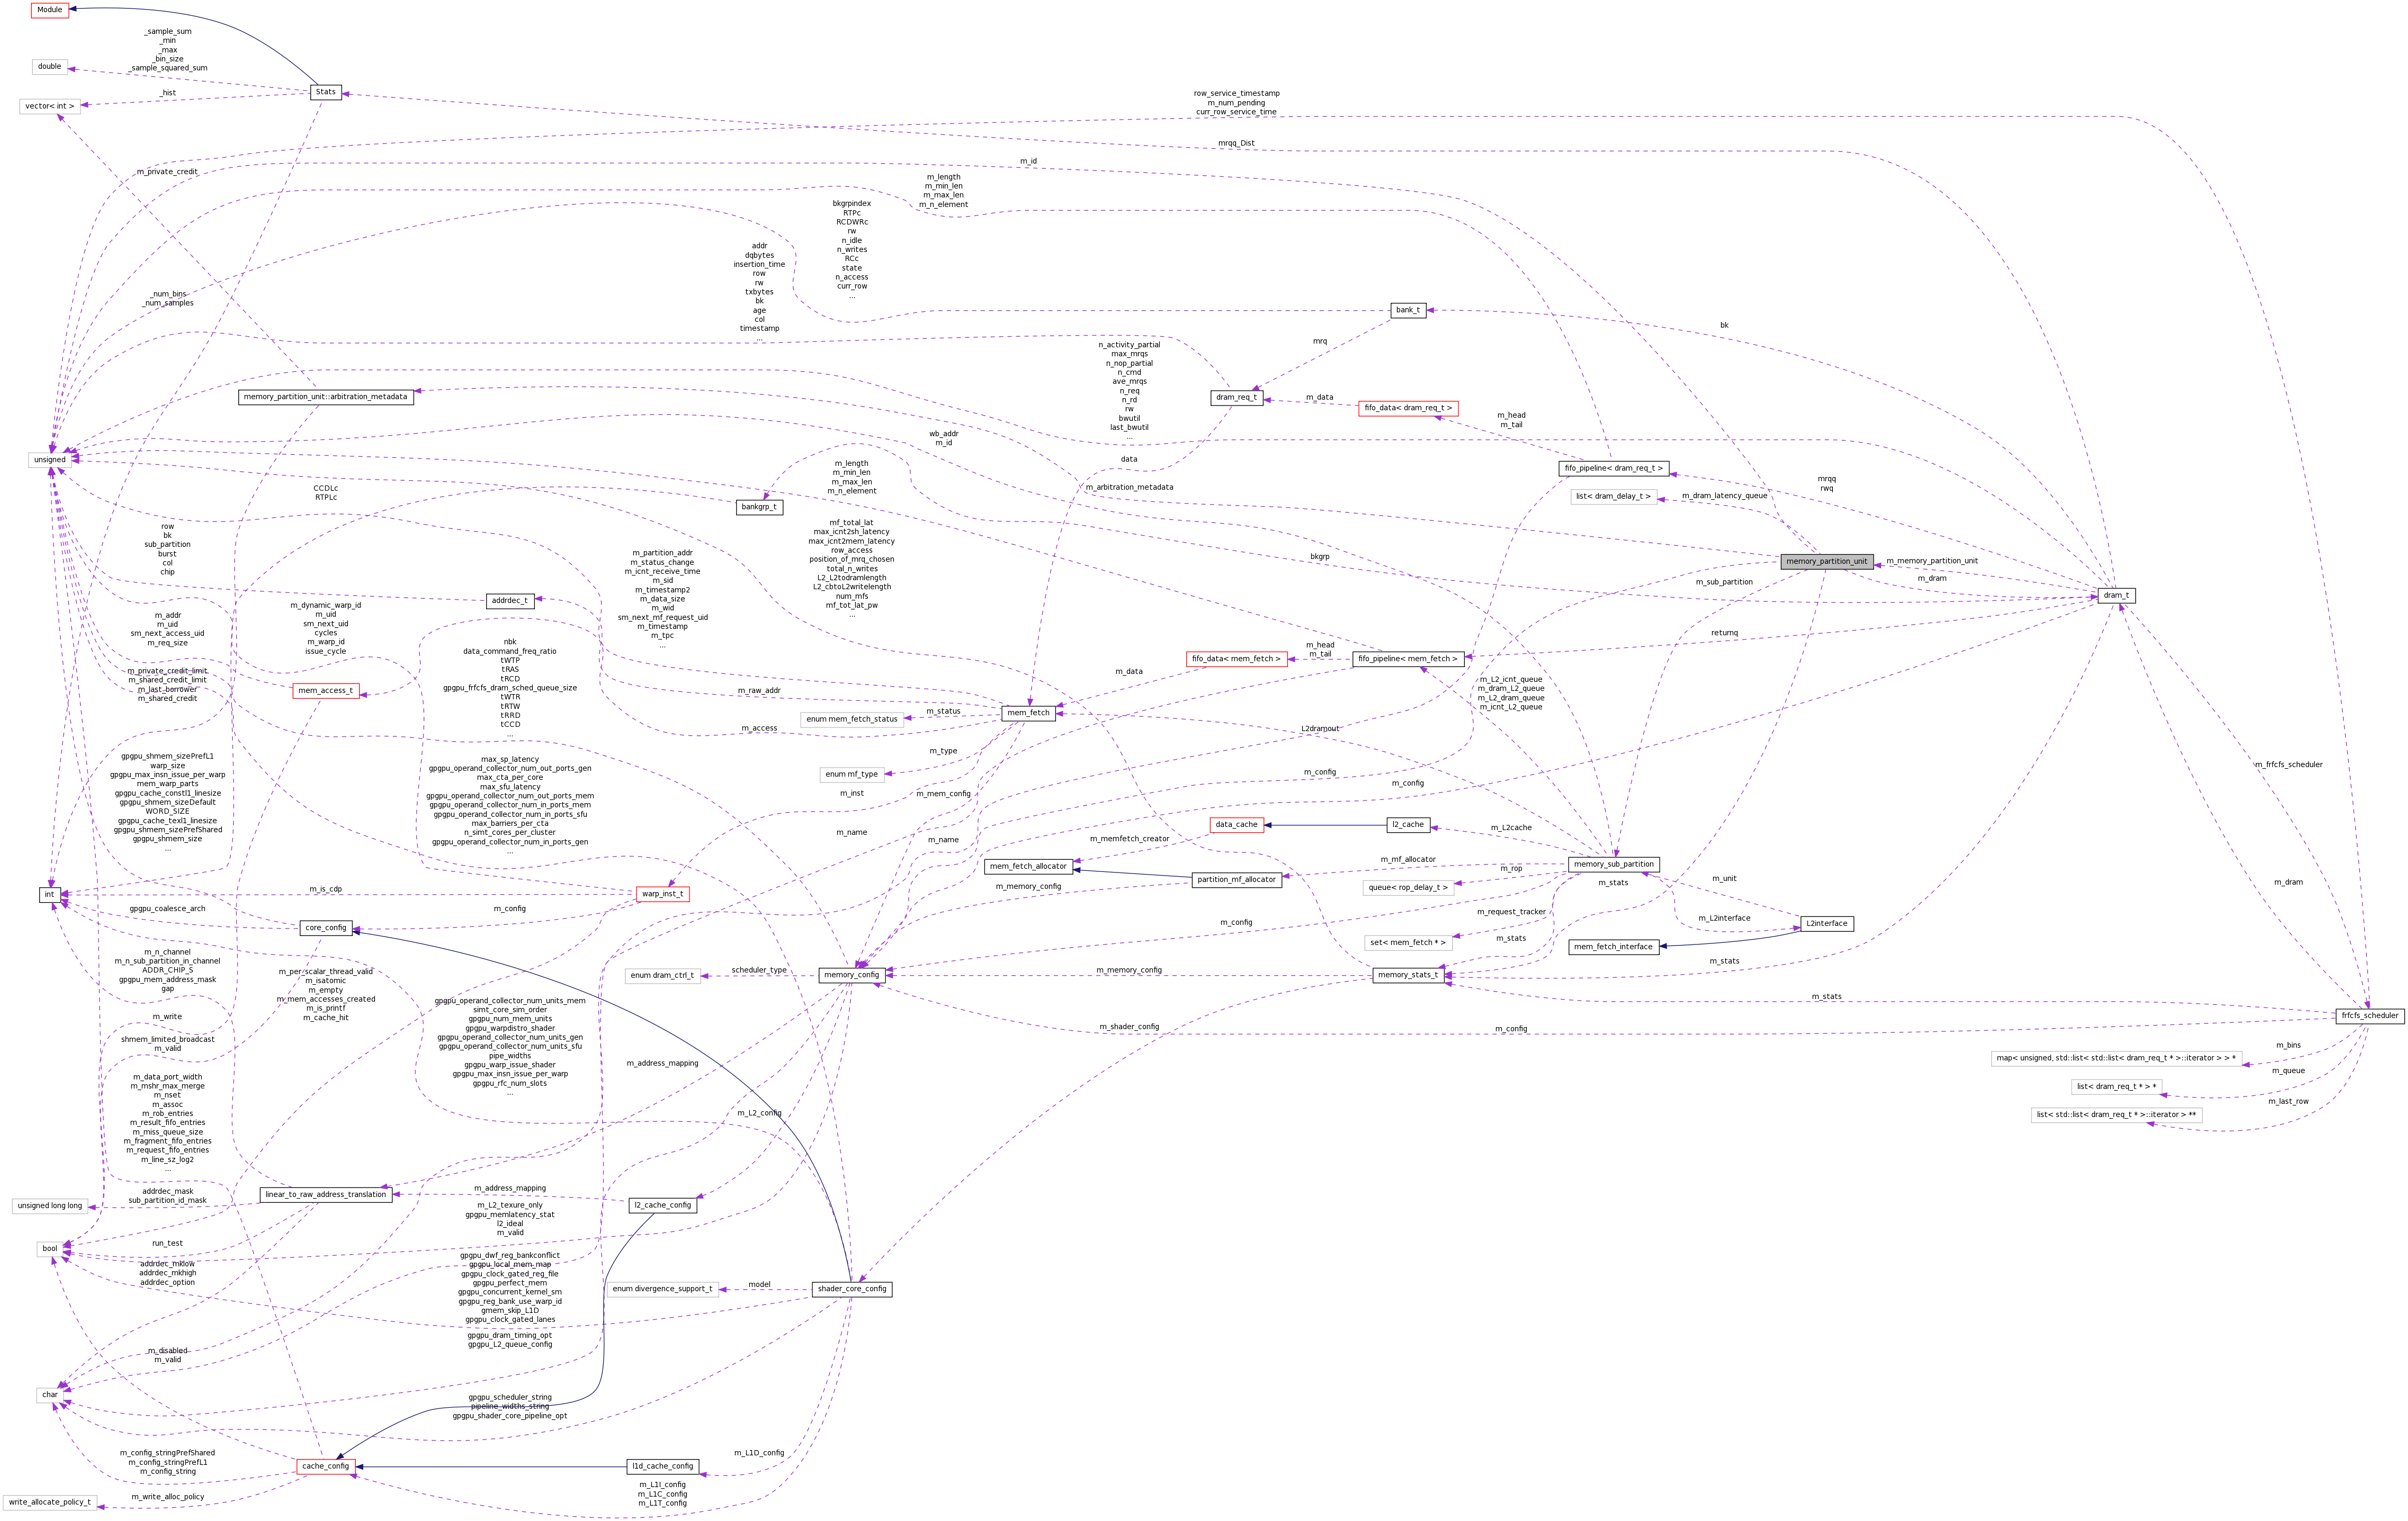 Module
_sample_sum
_min
_max
_bin_size
_sample_squared_sum
double
Stats
_hist
vector< int >
row_service_timestamp
m_num_pending
curr_row_service_time
mrqq_Dist
m_id
m_private_credit
m_length
m_min_len
m_max_len
m_n_element
bkgrpindex
RTPc
RCDWRc
rw
n_idle
n_writes
RCc
state
n_access
curr_row
...
addr
dqbytes
insertion_time
row
rw
txbytes
bk
age
col
timestamp
...
_num_bins
_num_samples
bank_t
bk
mrq
n_activity_partial
max_mrqs
n_nop_partial
n_cmd
ave_mrqs
n_req
n_rd
rw
bwutil
last_bwutil
...
memory_partition_unit::arbitration_metadata
dram_req_t
m_data
fifo_data< dram_req_t >
m_head
m_tail
wb_addr
m_id
unsigned
data
fifo_pipeline< dram_req_t >
mrqq
rwq
m_length
m_min_len
m_max_len
m_n_element
m_arbitration_metadata
list< dram_delay_t >
m_dram_latency_queue
CCDLc
RTPLc
bankgrp_t
row
bk
sub_partition
burst
col
chip
mf_total_lat
max_icnt2sh_latency
max_icnt2mem_latency
row_access
position_of_mrq_chosen
total_n_writes
L2_L2todramlength
L2_cbtoL2writelength
num_mfs
mf_tot_lat_pw
...
m_partition_addr
m_status_change
m_icnt_receive_time
m_sid
m_timestamp2
m_data_size
m_wid
sm_next_mf_request_uid
m_timestamp
m_tpc
...
bkgrp
memory_partition_unit
m_memory_partition_unit
m_sub_partition
m_dram
dram_t
addrdec_t
m_addr
m_uid
sm_next_access_uid
m_req_size
m_dynamic_warp_id
m_uid
sm_next_uid
cycles
m_warp_id
issue_cycle
returnq
nbk
data_command_freq_ratio
tWTP
tRAS
tRCD
gpgpu_frfcfs_dram_sched_queue_size
tWTR
tRTW
tRRD
tCCD
...
m_head
m_tail
fifo_data< mem_fetch >
fifo_pipeline< mem_fetch >
m_data
m_private_credit_limit
m_shared_credit_limit
m_last_borrower
m_shared_credit
mem_access_t
m_raw_addr
m_L2_icnt_queue
m_dram_L2_queue
m_L2_dram_queue
m_icnt_L2_queue
enum mem_fetch_status
m_status
mem_fetch
m_access
L2dramout
m_type
enum mf_type
m_config
m_config
m_frfcfs_scheduler
gpgpu_shmem_sizePrefL1
warp_size
gpgpu_max_insn_issue_per_warp
mem_warp_parts
gpgpu_cache_constl1_linesize
gpgpu_shmem_sizeDefault
WORD_SIZE
gpgpu_cache_texl1_linesize
gpgpu_shmem_sizePrefShared
gpgpu_shmem_size
...
max_sp_latency
gpgpu_operand_collector_num_out_ports_gen
max_cta_per_core
max_sfu_latency
gpgpu_operand_collector_num_out_ports_mem
gpgpu_operand_collector_num_in_ports_mem
gpgpu_operand_collector_num_in_ports_sfu
max_barriers_per_cta
n_simt_cores_per_cluster
gpgpu_operand_collector_num_in_ports_gen
...
m_inst
m_mem_config
m_name
m_name
m_memfetch_creator
data_cache
l2_cache
m_L2cache
mem_fetch_allocator
m_mf_allocator
memory_sub_partition
partition_mf_allocator
m_rop
queue< rop_delay_t >
m_stats
m_unit
m_dram
int
m_is_cdp
warp_inst_t
m_memory_config
gpgpu_coalesce_arch
m_config
core_config
m_config
m_request_tracker
m_L2interface
L2interface
set< mem_fetch * >
m_stats
mem_fetch_interface
m_n_channel
m_n_sub_partition_in_channel
ADDR_CHIP_S
gpgpu_mem_address_mask
gap
m_per_scalar_thread_valid
m_isatomic
m_empty
m_mem_accesses_created
m_is_printf
m_cache_hit
enum dram_ctrl_t
scheduler_type
memory_config
m_memory_config
memory_stats_t
m_stats
m_stats
m_write
gpgpu_operand_collector_num_units_mem
simt_core_sim_order
gpgpu_num_mem_units
gpgpu_warpdistro_shader
gpgpu_operand_collector_num_units_gen
gpgpu_operand_collector_num_units_sfu
pipe_widths
gpgpu_warp_issue_shader
gpgpu_max_insn_issue_per_warp
gpgpu_rfc_num_slots
...
m_shader_config
m_config
frfcfs_scheduler
shmem_limited_broadcast
m_valid
m_address_mapping
map< unsigned, std::list< std::list< dram_req_t * >::iterator > > *
m_bins
m_data_port_width
m_mshr_max_merge
m_nset
m_assoc
m_rob_entries
m_result_fifo_entries
m_miss_queue_size
m_fragment_fifo_entries
m_request_fifo_entries
m_line_sz_log2
...
list< dram_req_t * > *
m_queue
m_L2_config
list< std::list< dram_req_t * >::iterator > **
m_last_row
unsigned long long
addrdec_mask
sub_partition_id_mask
linear_to_raw_address_translation
m_address_mapping
l2_cache_config
m_L2_texure_only
gpgpu_memlatency_stat
l2_ideal
m_valid
bool
run_test
addrdec_mklow
addrdec_mkhigh
addrdec_option
gpgpu_dwf_reg_bankconflict
gpgpu_local_mem_map
gpgpu_clock_gated_reg_file
gpgpu_perfect_mem
gpgpu_concurrent_kernel_sm
gpgpu_reg_bank_use_warp_id
gmem_skip_L1D
gpgpu_clock_gated_lanes
enum divergence_support_t
model
shader_core_config
gpgpu_dram_timing_opt
gpgpu_L2_queue_config
m_disabled
m_valid
char
gpgpu_scheduler_string
pipeline_widths_string
gpgpu_shader_core_pipeline_opt
m_config_stringPrefShared
m_config_stringPrefL1
m_config_string
cache_config
l1d_cache_config
m_L1D_config
write_allocate_policy_t
m_write_alloc_policy
m_L1I_config
m_L1C_config
m_L1T_config